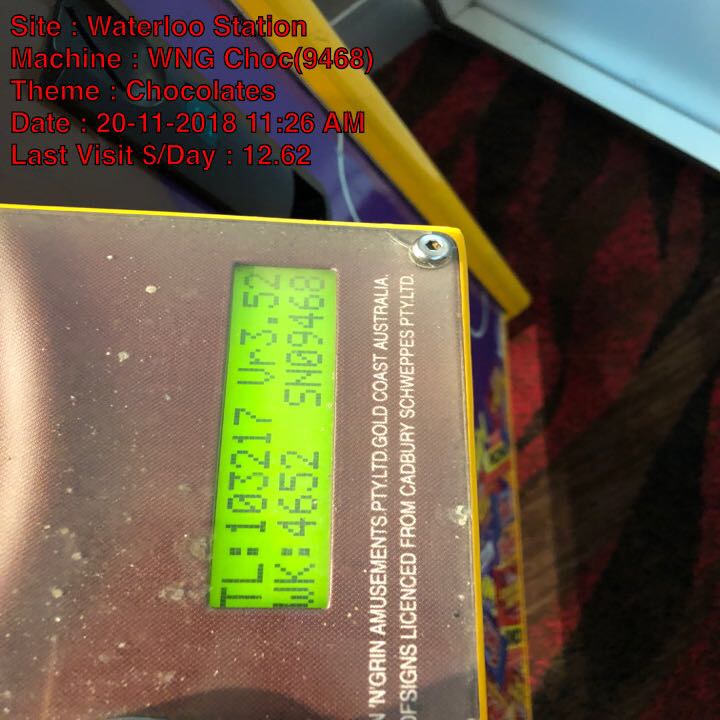 Site : Waterloo Station
Machine : WNG Choc(9468)
Theme : Chocolates
Date : 20-11-2018 11:26 AM
Last Visit S/Day : 12.62
TL:103217 Vr3.52
WK:4652 SN09468
'N'GRIN AMUSEMENTS.PTY.LTD.GOLD COAST AUSTRALIA.
LICENCED FROM CADBURY SCHWEPPES PTY.LTD.